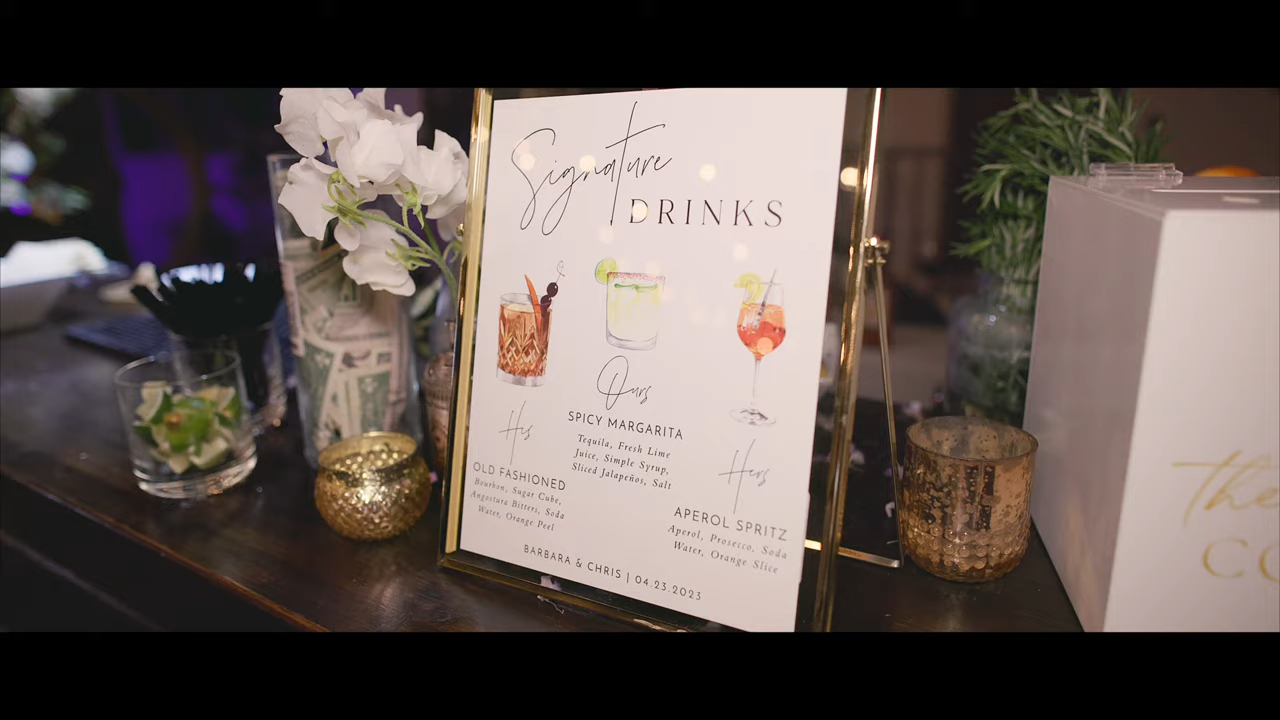 Signature
DRINKS
His
OLD FASHIONED
Bourbon, Sugar Cube,
Angostura Bitters, Soda
Water, Orange Peel
Ours
SPICY MARGARITA
Tequila, Fresh Lime
Juice, Simple Syrup,
Sliced Jalapeños, Salt
Hers
APEROL SPRITZ
Aperol, Prosecco, Soda
Water, Orange Slice
BARBARA & CHRIS | 04.23.2023
the